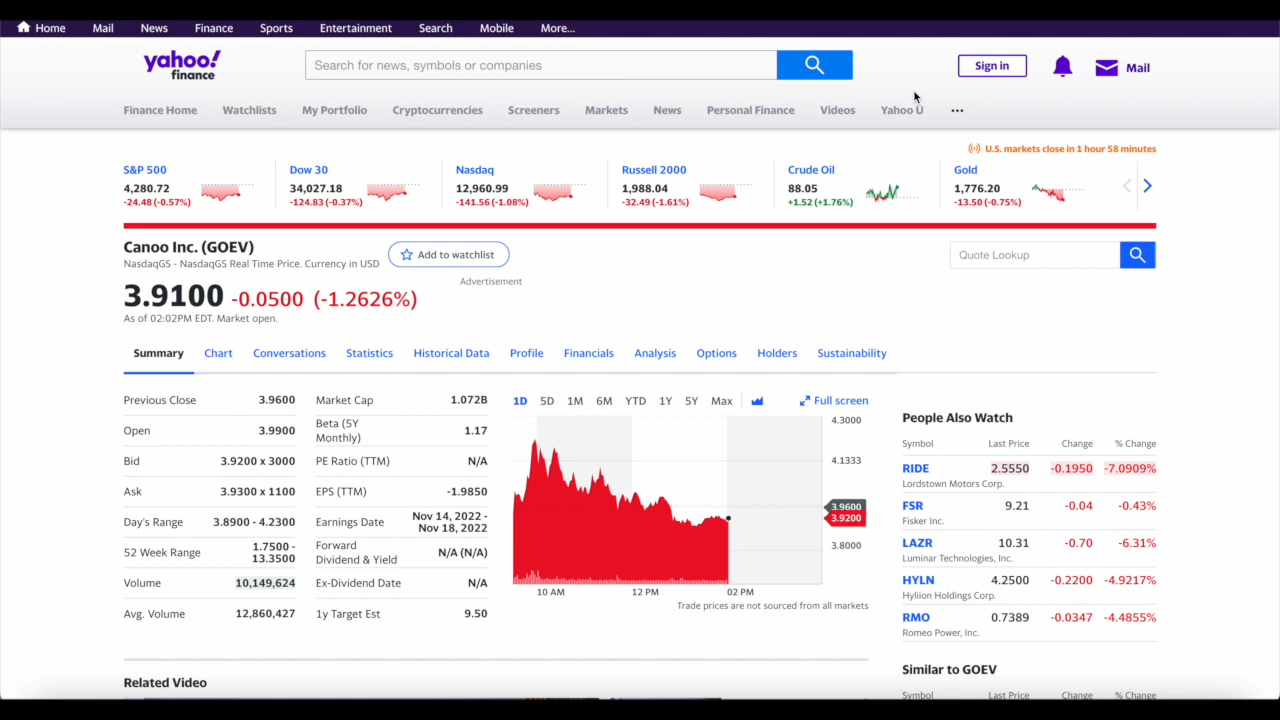 Home Mail News Finance Sports Entertainment Search Mobile More...
yahoo! finance
Search for news, symbols or companies
Sign in
Mail
Finance Home Watchlists My Portfolio Cryptocurrencies Screeners Markets News Personal Finance Videos Yahoo U ...
U.S. markets close in 1 hour 58 minutes
S&P 500 Dow 30 Nasdaq Russell 2000 Crude Oil Gold
4,280.72 34,027.18 12,960.99 1,988.04 88.05 1,776.20
-24.48 (-0.57%) -124.83 (-0.37%) -141.56 (-1.08%) -32.49 (-1.61%) +1.52 (+1.76%) -13.50 (-0.75%)
Canoo Inc. (GOEV)
NasdaqGS - NasdaqGS Real Time Price. Currency in USD
Add to watchlist
Quote Lookup
Advertisement
3.9100 -0.0500 (-1.2626%)
As of 02:02PM EDT. Market open.
Summary Chart Conversations Statistics Historical Data Profile Financials Analysis Options Holders Sustainability
Previous Close 3.9600
Open 3.9900
Bid 3.9200 x 3000
Ask 3.9300 x 1100
Day's Range 3.8900 - 4.2300
52 Week Range 1.7500 -
13.3500
Volume 10,149,624
Avg. Volume 12,860,427
Market Cap 1.072B
Beta (5Y
Monthly) 1.17
PE Ratio (TTM) N/A
EPS (TTM) -1.9850
Earnings Date Nov 14, 2022 -
Nov 18, 2022
Forward
Dividend & Yield N/A (N/A)
Ex-Dividend Date N/A
1y Target Est 9.50
1D 5D 1M 6M YTD 1Y 5Y Max
Full screen
4.3000
4.1333
3.9600
3.9200
3.8000
10 AM 12 PM 02 PM
Trade prices are not sourced from all markets
People Also Watch
Symbol Last Price Change % Change
RIDE 2.5550 -0.1950 -7.0909%
Lordstown Motors Corp.
FSR 9.21 -0.04 -0.43%
Fisker Inc.
LAZR 10.31 -0.70 -6.31%
Luminar Technologies, Inc.
HYLN 4.2500 -0.2200 -4.9217%
Hyliion Holdings Corp.
RMO 0.7389 -0.0347 -4.4855%
Romeo Power, Inc.
Similar to GOEV
Symbol Last Price Change % Change
Related Video